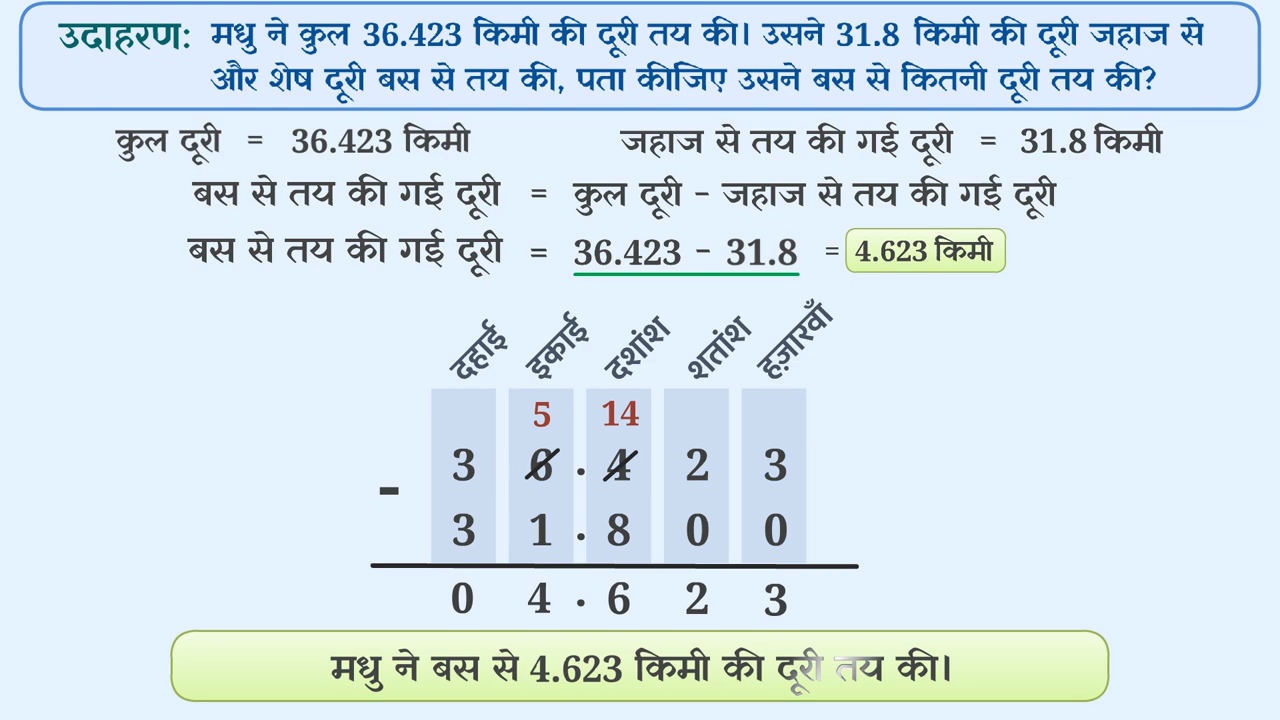 उदाहरण: मधु ने कुल 36.423 किमी की दूरी तय की। उसने 31.8 किमी की दूरी जहाज से
और शेष दूरी बस से तय की, पता कीजिए उसने बस से कितनी दूरी तय की?
कुल दूरी = 36.423 किमी जहाज से तय की गई दूरी = 31.8 किमी
बस से तय की गई दूरी = कुल दूरी - जहाज से तय की गई दूरी
बस से तय की गई दूरी = 36.423 - 31.8 = 4.623 किमी
दहाई इकाई दशांश शतांश हज़ारवाँ
5 14
3 6 . 4 2 3
- 3 1 . 8 0 0
0 4 . 6 2 3
मधु ने बस से 4.623 किमी की दूरी तय की।